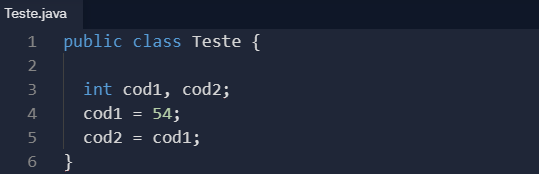 Teste.java
1 public class Teste {
2
3 int cod1, cod2;
4 cod1 = 54;
5 cod2 = cod1;
6 }